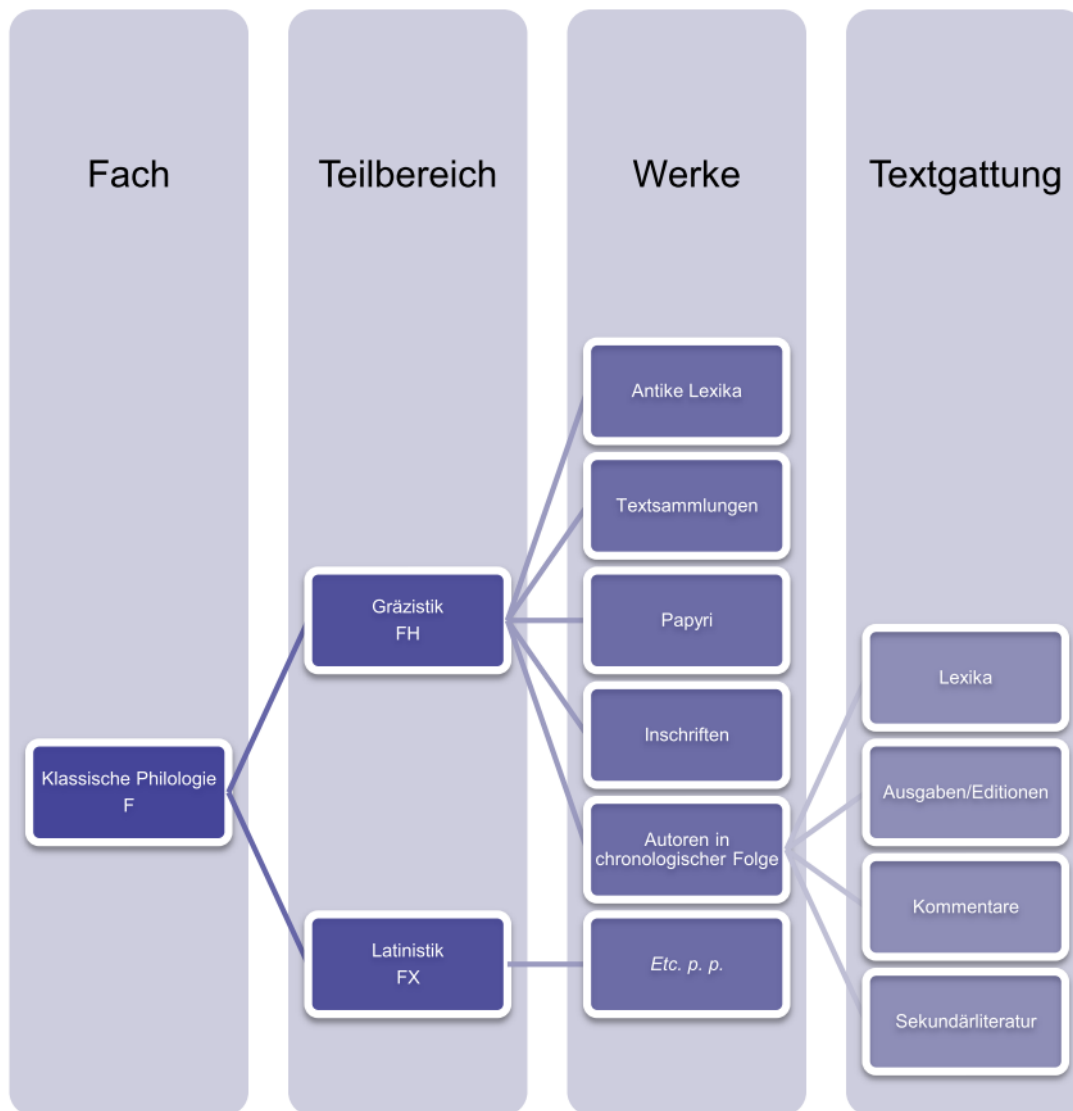 Fach
Teilbereich
Werke
Textgattung
Klassische Philologie
F
Gräzistik
FH
Latinistik
FX
Antike Lexika
Textsammlungen
Papyri
Inschriften
Autoren in
chronologischer Folge
Etc. p. p.
Lexika
Ausgaben/Editionen
Kommentare
Sekundärliteratur